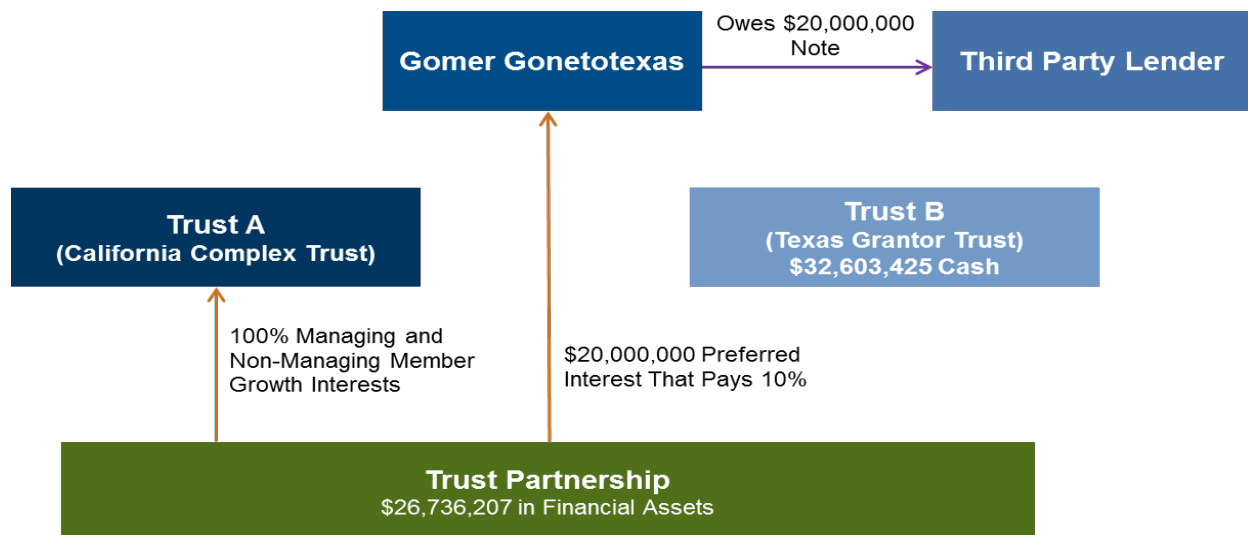 Owes $20,000,000
Note
Gomer Gonetotexas
Third Party Lender
Trust A
(California Complex Trust)
Trust B
(Texas Grantor Trust)
$32,603,425 Cash
100% Managing and
Non-Managing Member
Growth Interests
$20,000,000 Preferred
Interest That Pays 10%
Trust Partnership
$26,736,207 in Financial Assets